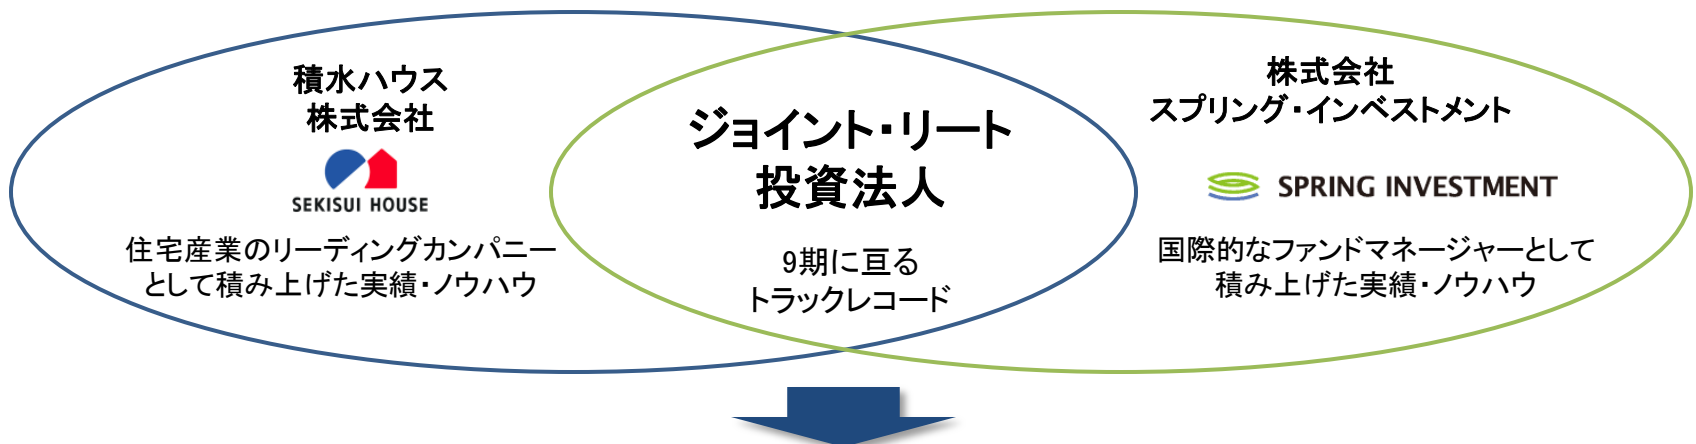 積水ハウス
株式会社
SEKISUI HOUSE
住宅産業のリーディングカンパニー
として積み上げた実績・ノウハウ
ジョイント・リート
投資法人
9期に亘る
トラックレコード
株式会社
スプリング・インベストメント
SPRING INVESTMENT
国際的なファンドマネージャーとして
積み上げた実績・ノウハウ